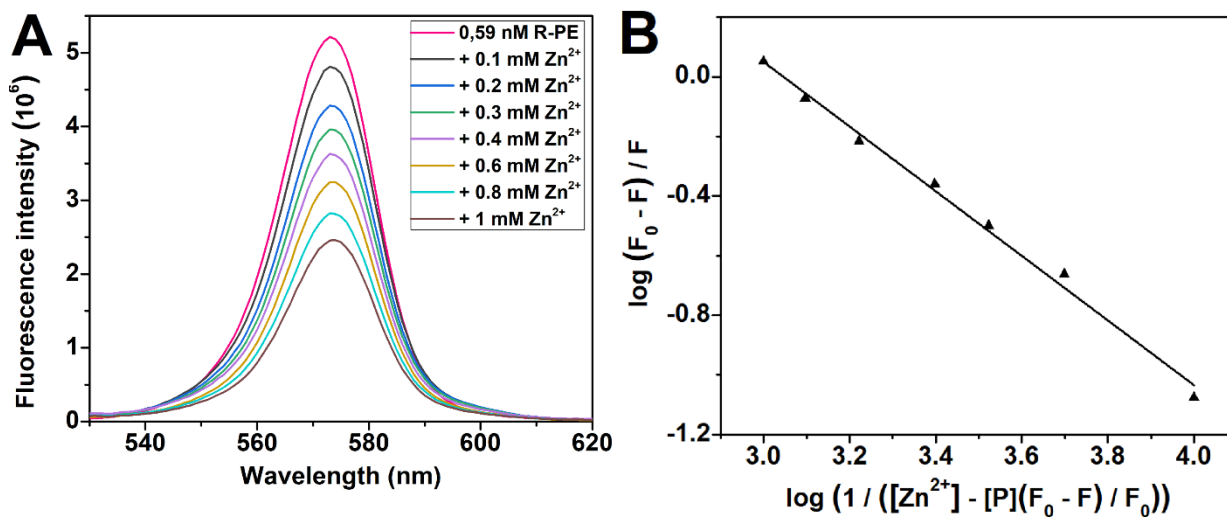 A
Fluorescence intensity (10⁶)
5
4
3
2
1
0
540
560
580
600
620
Wavelength (nm)
0,59 nM R-PE
+ 0.1 mM Zn²⁺
+ 0.2 mM Zn²⁺
+ 0.3 mM Zn²⁺
+ 0.4 mM Zn²⁺
+ 0.6 mM Zn²⁺
+ 0.8 mM Zn²⁺
+ 1 mM Zn²⁺
B
log (F₀ - F) / F
0.0
-0.4
-0.8
-1.2
3.0
3.2
3.4
3.6
3.8
4.0
log (1 / ([Zn²⁺] - [P](F₀ - F) / F₀))